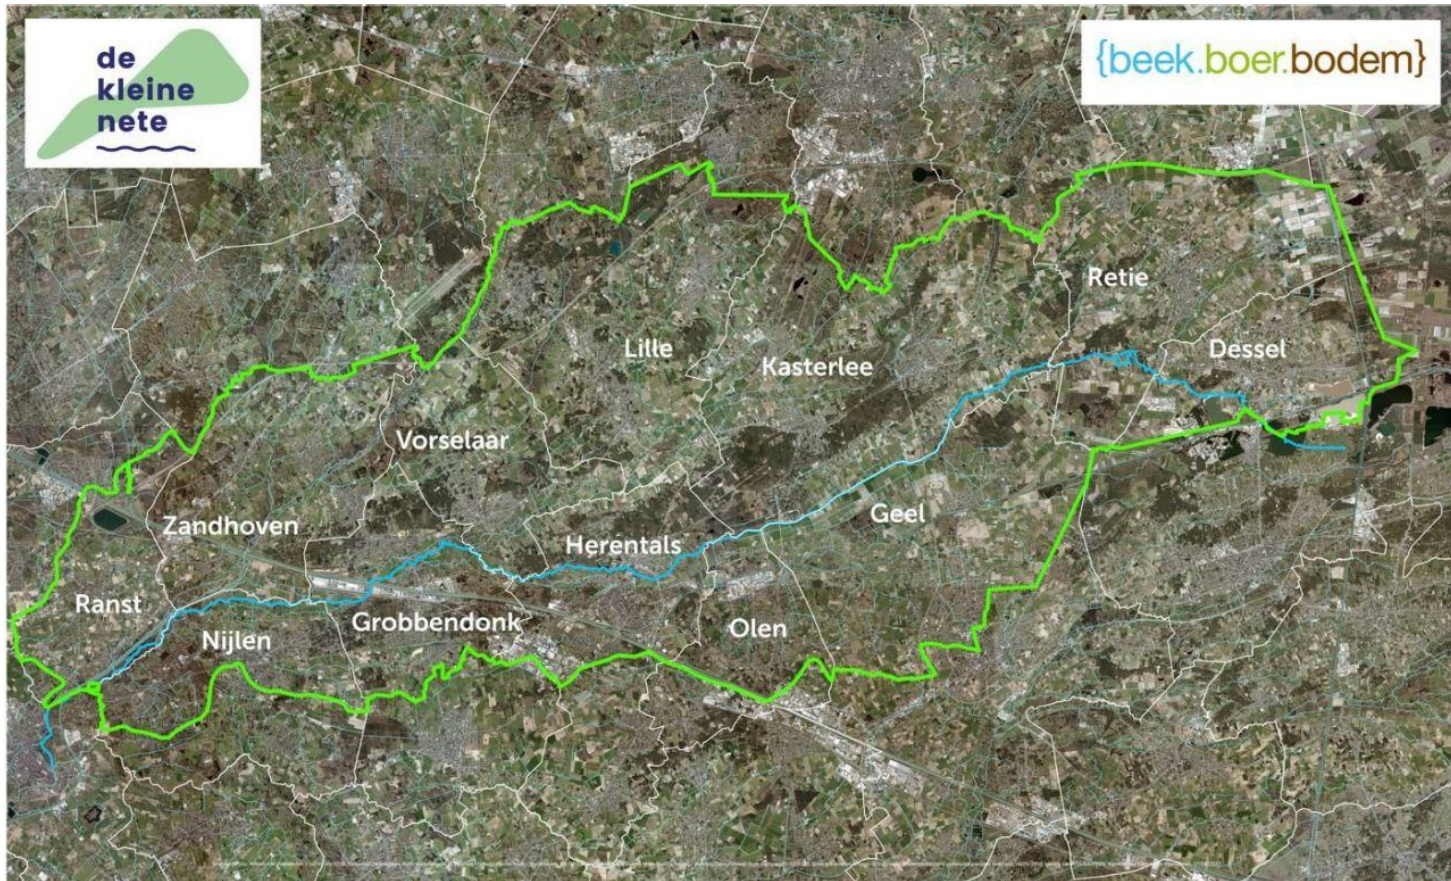 de
kleine
nete
{beek.boer.bodem}
Retie
Dessel
Lille
Kasterlee
Vorselaar
Zandhoven
Geel
Herentals
Ranst
Grobbendonk
Olen
Nijlen